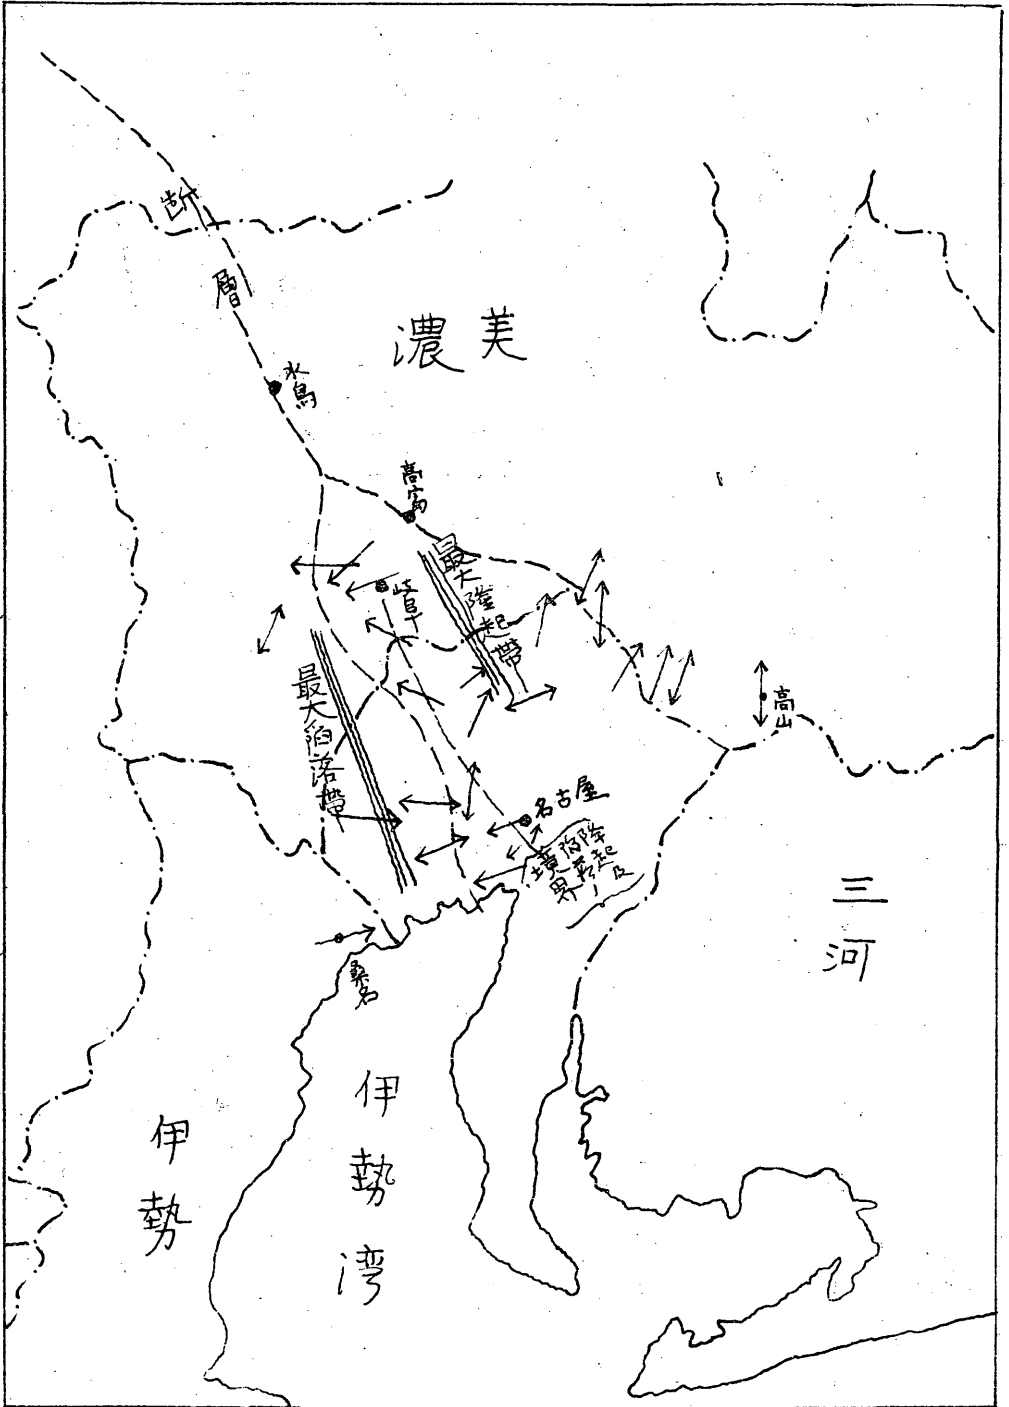 断層
美濃
水鳥
高富
最大隆起帯
岐阜
最大陥落帯
高山
名古屋
隆起及
陥落
境界
三河
桑名
伊勢湾
伊勢